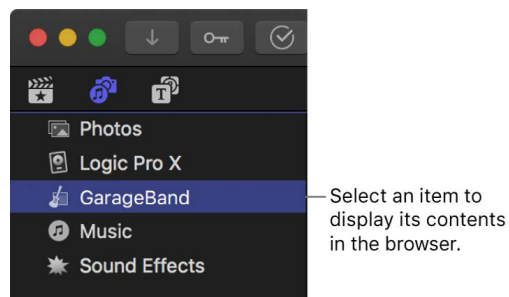 T
Photos
Logic Pro X
GarageBand
Music
Sound Effects
Select an item to
display its contents
in the browser.